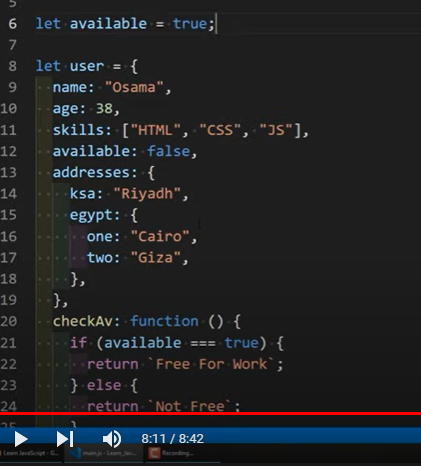 5
6 let available = true;
7
8 let user = {
9 name: "Osama",
10 age: 38,
11 skills: ["HTML", "CSS", "JS"],
12 available: false,
13 addresses: {
14 ksa: "Riyadh",
15 egypt: {
16 one: "Cairo",
17 two: "Giza",
18 },
19 },
20 checkAv: function () {
21 if (available === true) {
22 return `Free For Work`;
23 } else {
24 return `Not Free`;
25 }
8:11 / 8:42
Learn JavaScript - G...
main.js - Learn_Jav...
Recording...